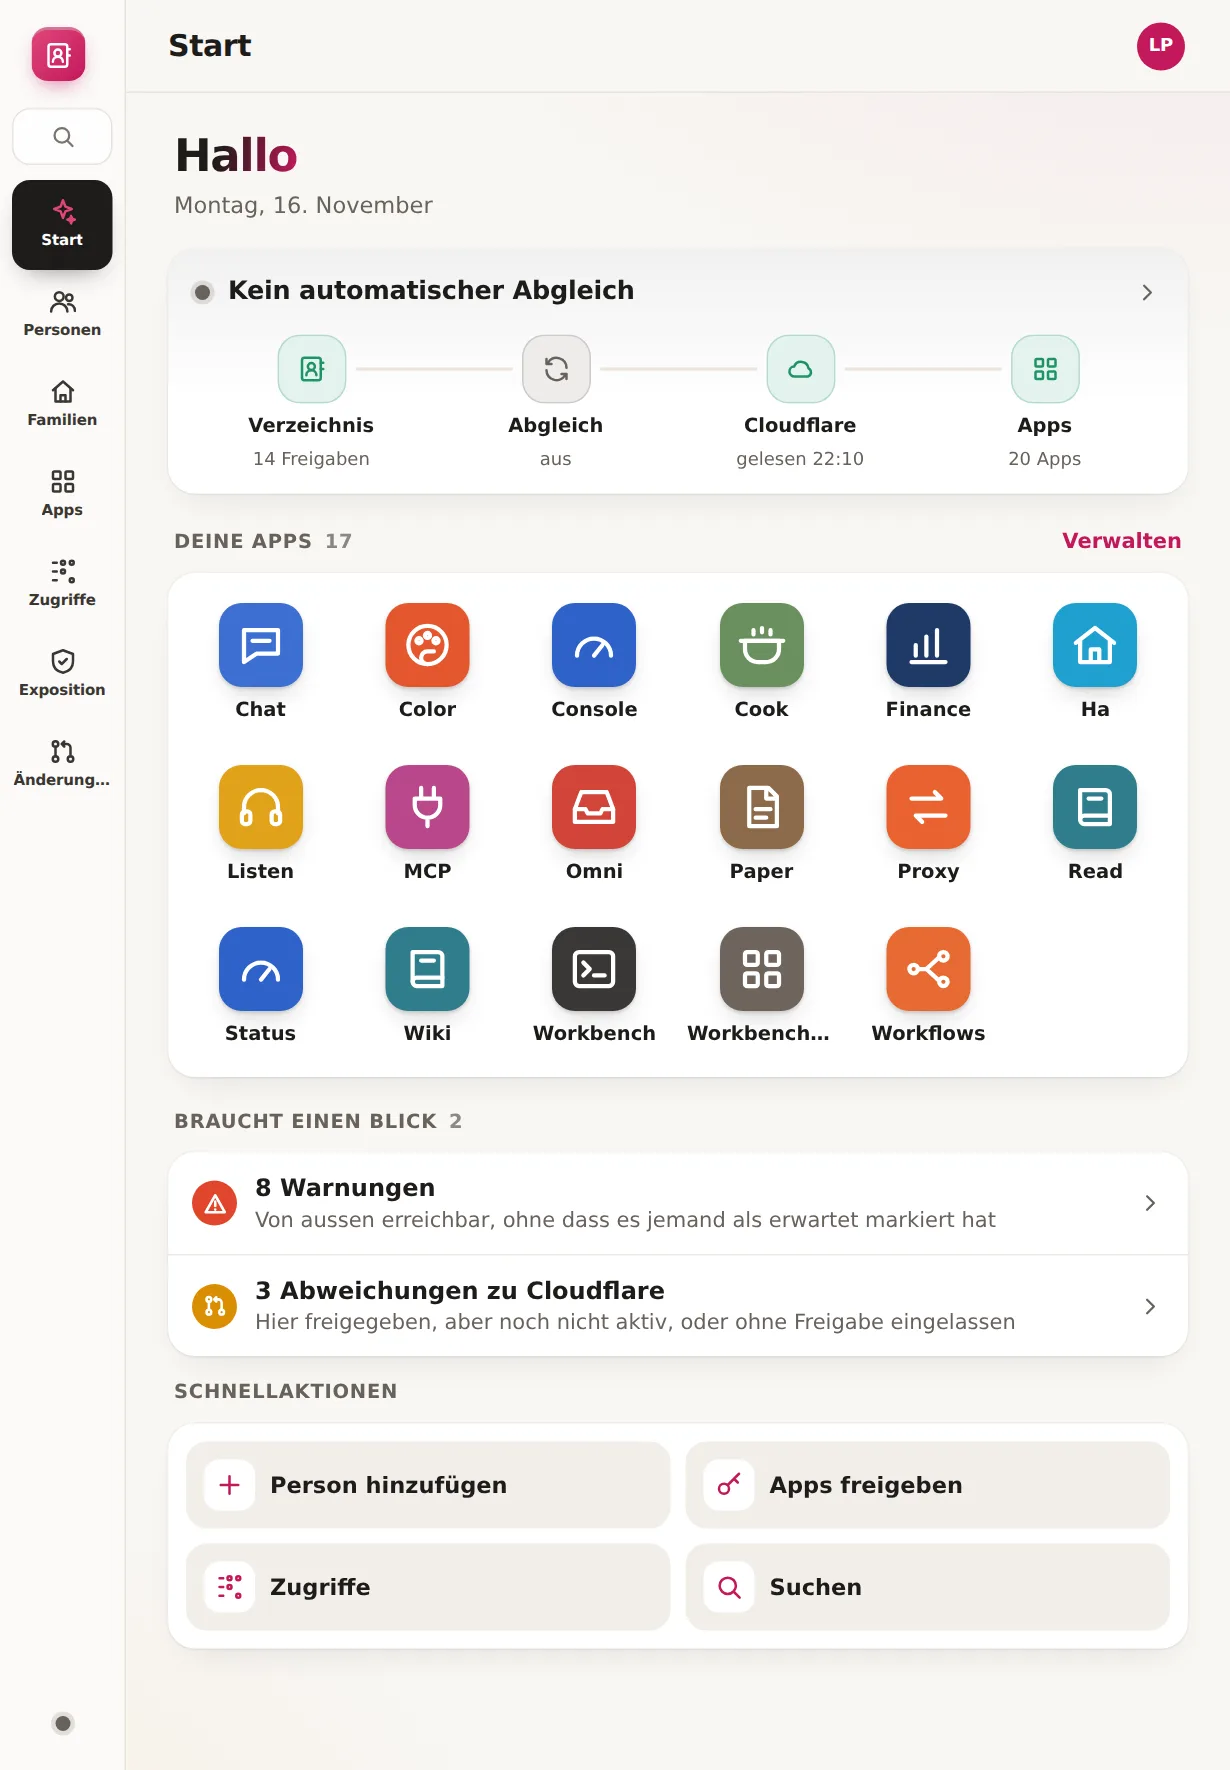 Start
LP
Start
Personen
Familien
Apps
Zugriffe
Exposition
Änderung...
Hallo
Montag, 16. November
Kein automatischer Abgleich
Verzeichnis
14 Freigaben
Abgleich
aus
Cloudflare
gelesen 22:10
Apps
20 Apps
DEINE APPS 17
Verwalten
Chat
Color
Console
Cook
Finance
Ha
Listen
MCP
Omni
Paper
Proxy
Read
Status
Wiki
Workbench
Workbench...
Workflows
BRAUCHT EINEN BLICK 2
8 Warnungen
Von aussen erreichbar, ohne dass es jemand als erwartet markiert hat
3 Abweichungen zu Cloudflare
Hier freigegeben, aber noch nicht aktiv, oder ohne Freigabe eingelassen
SCHNELLAKTIONEN
Person hinzufügen
Apps freigeben
Zugriffe
Suchen